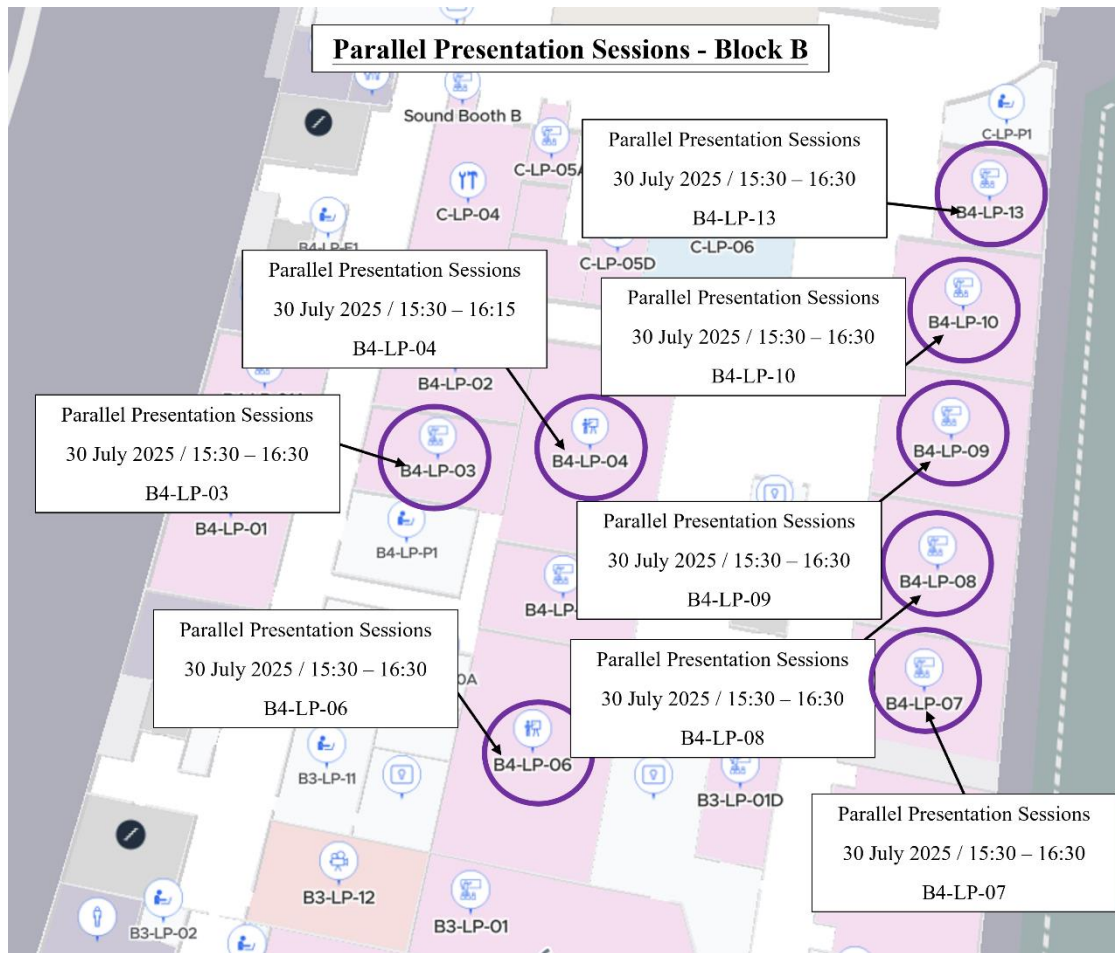 Parallel Presentation Sessions - Block B
Sound Booth B
C-LP-P1
C-LP-05A
Parallel Presentation Sessions
30 July 2025 / 15:30 – 16:30
B4-LP-13
C-LP-04
B4-LP-13
B4-LP-E1
C-LP-05D
C-LP-06
Parallel Presentation Sessions
30 July 2025 / 15:30 – 16:15
B4-LP-04
Parallel Presentation Sessions
30 July 2025 / 15:30 – 16:30
B4-LP-10
B4-LP-10
B4-LP-02
Parallel Presentation Sessions
30 July 2025 / 15:30 – 16:30
B4-LP-03
B4-LP-03
B4-LP-04
B4-LP-09
B4-LP-01
B4-LP-P1
Parallel Presentation Sessions
30 July 2025 / 15:30 – 16:30
B4-LP-09
B4-LP-08
B4-LP-
Parallel Presentation Sessions
30 July 2025 / 15:30 – 16:30
B4-LP-06
0A
Parallel Presentation Sessions
30 July 2025 / 15:30 – 16:30
B4-LP-08
B4-LP-07
B4-LP-06
B3-LP-11
B3-LP-01D
Parallel Presentation Sessions
30 July 2025 / 15:30 – 16:30
B4-LP-07
B3-LP-12
B3-LP-01
B3-LP-02